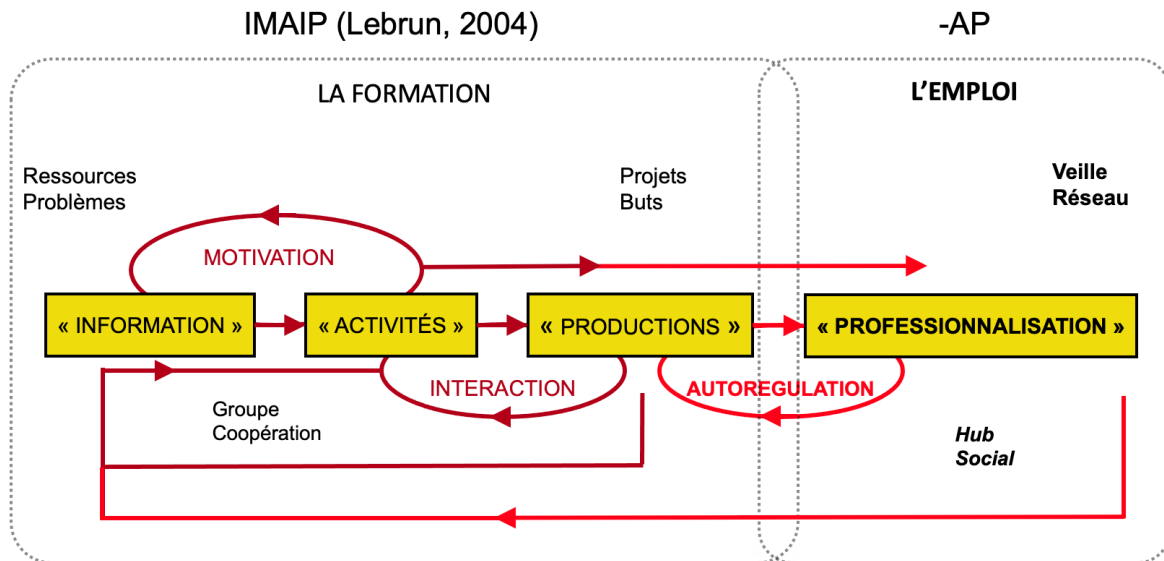 IMAIP (Lebrun, 2004)
-AP
LA FORMATION
L’EMPLOI
Ressources
Problèmes
Projets
Buts
Veille
Réseau
MOTIVATION
« INFORMATION »
« ACTIVITÉS »
« PRODUCTIONS »
« PROFESSIONNALISATION »
INTERACTION
AUTOREGULATION
Groupe
Coopération
Hub
Social